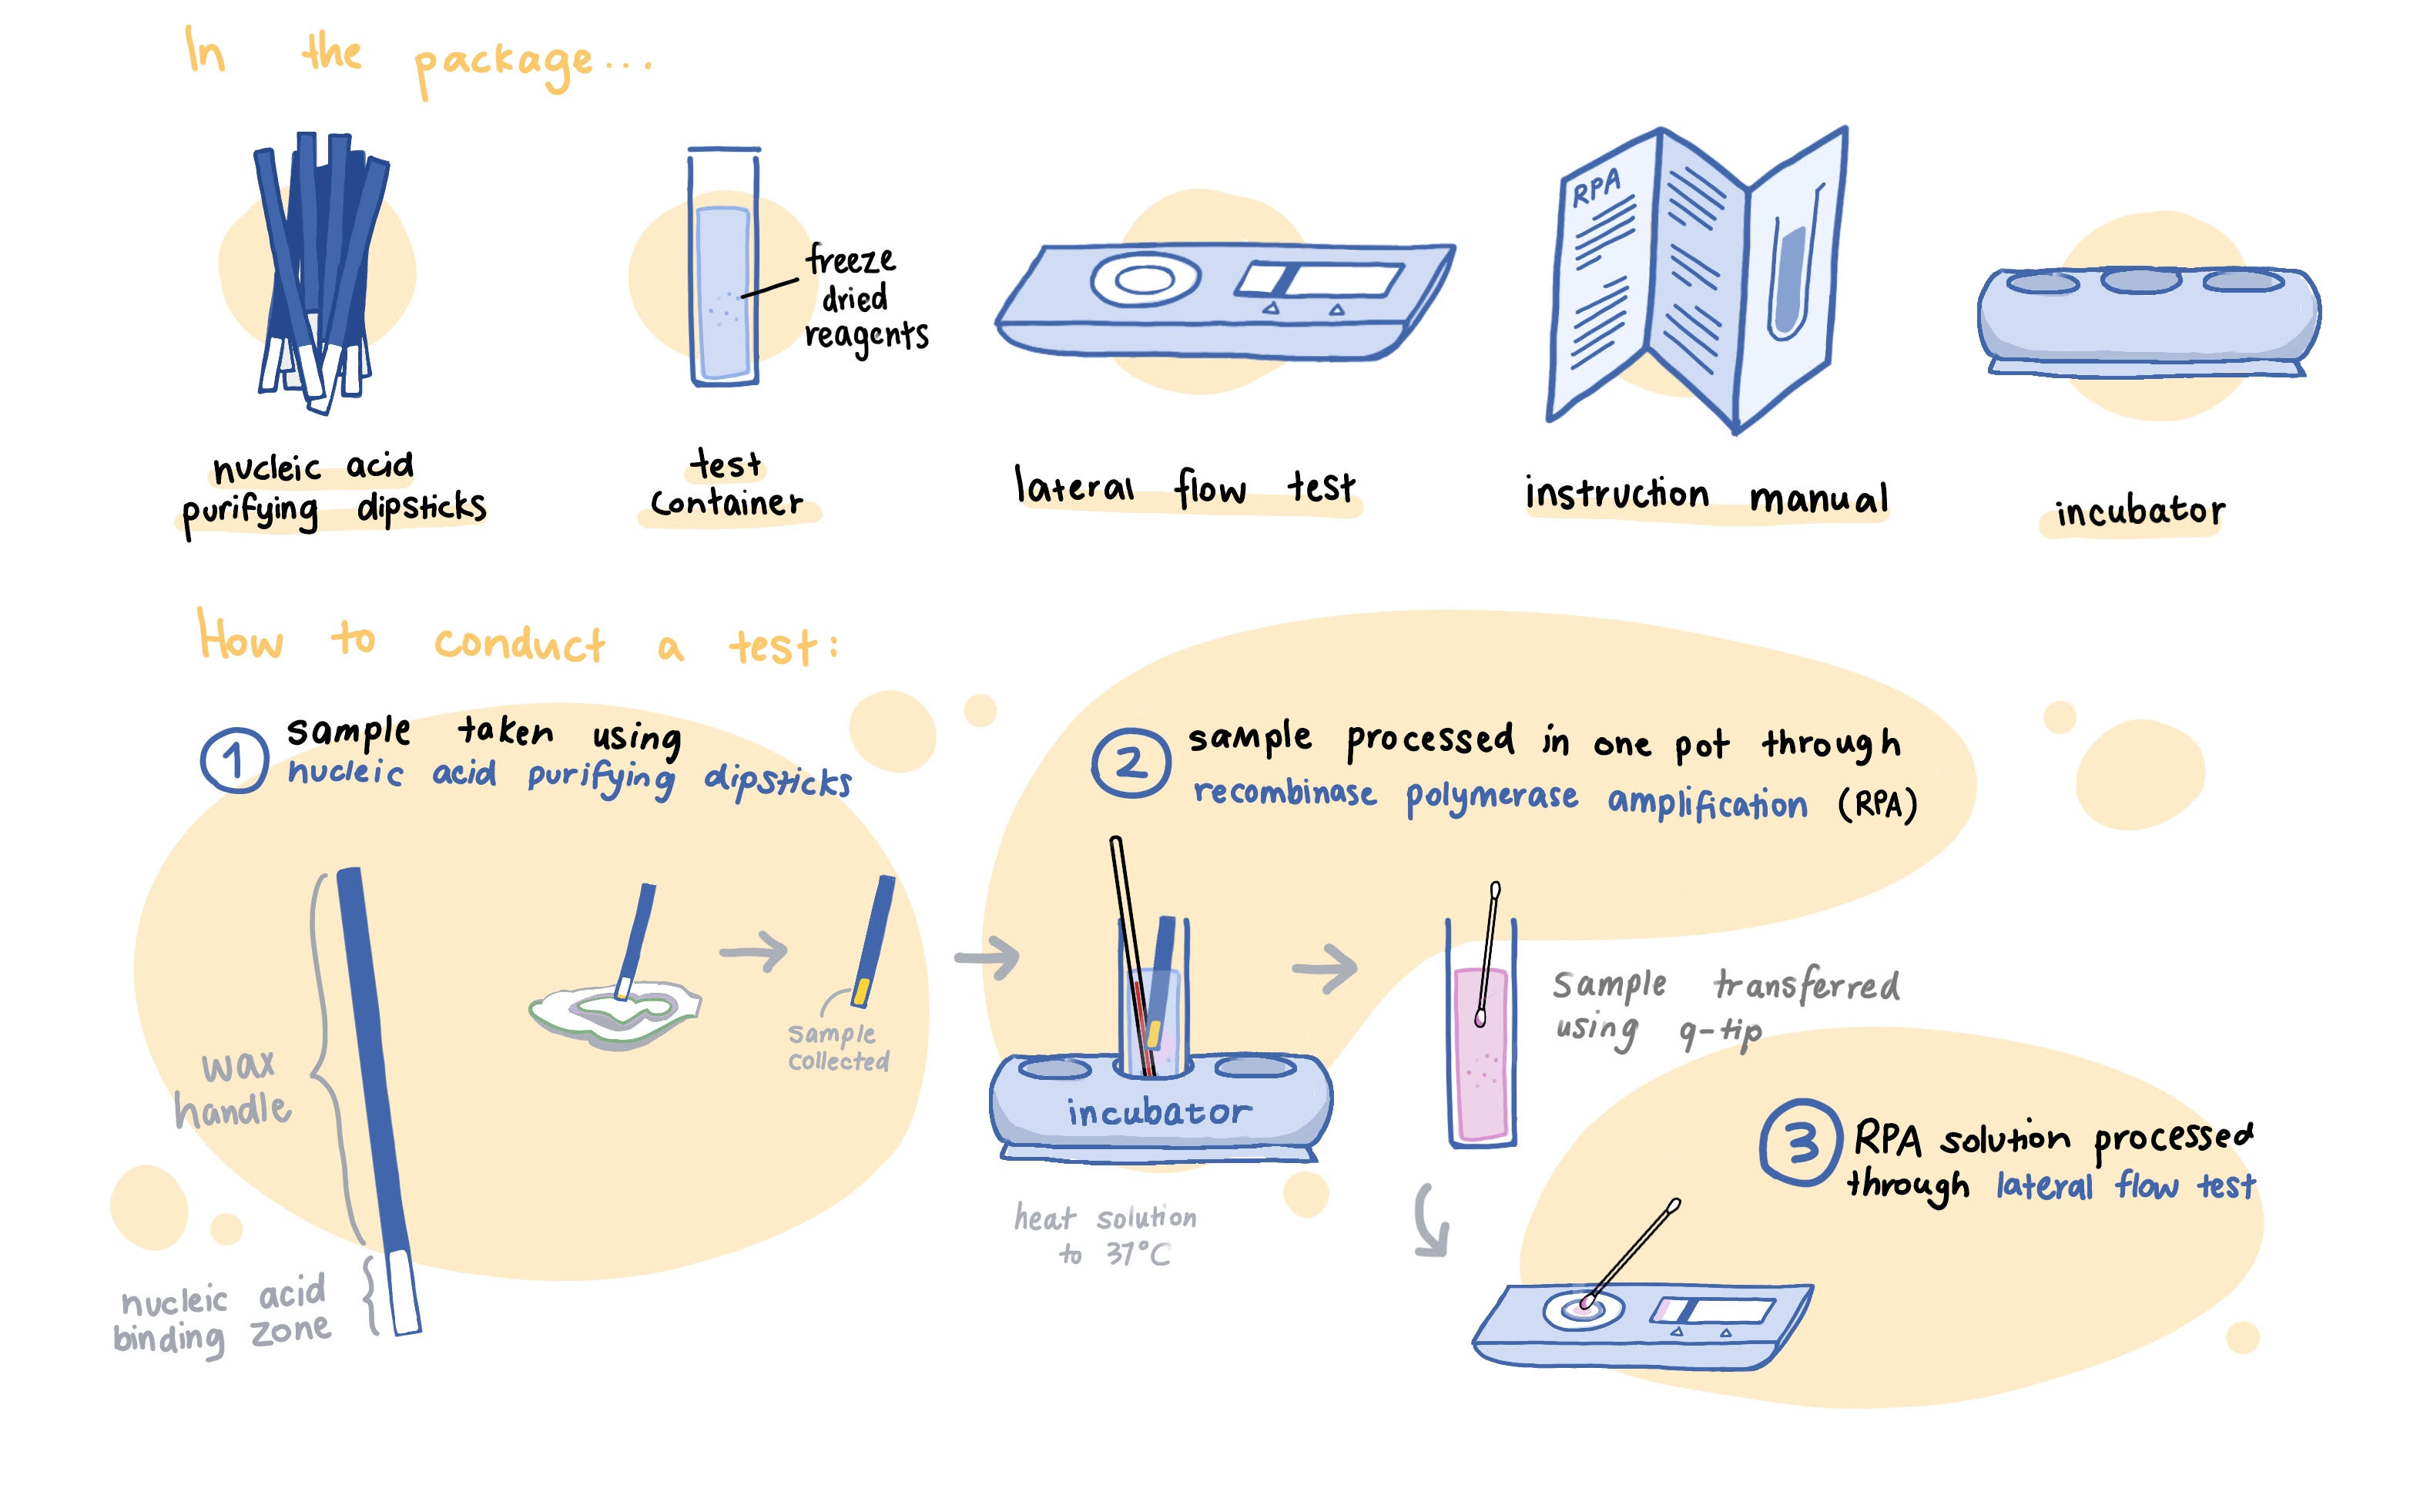 In the package...
freeze
dried
reagents
RPA
nucleic acid
purifying dipsticks
test
container
lateral flow test
instruction manual
incubator
How to conduct a test:
1
sample taken using
nucleic acid purifying dipsticks
wax
handle
nucleic acid
binding zone
sample
collected
2
sample processed in one pot through
recombinase polymerase amplification (RPA)
incubator
heat solution
to 37°C
sample transferred
using q-tip
3
RPA solution processed
through lateral flow test